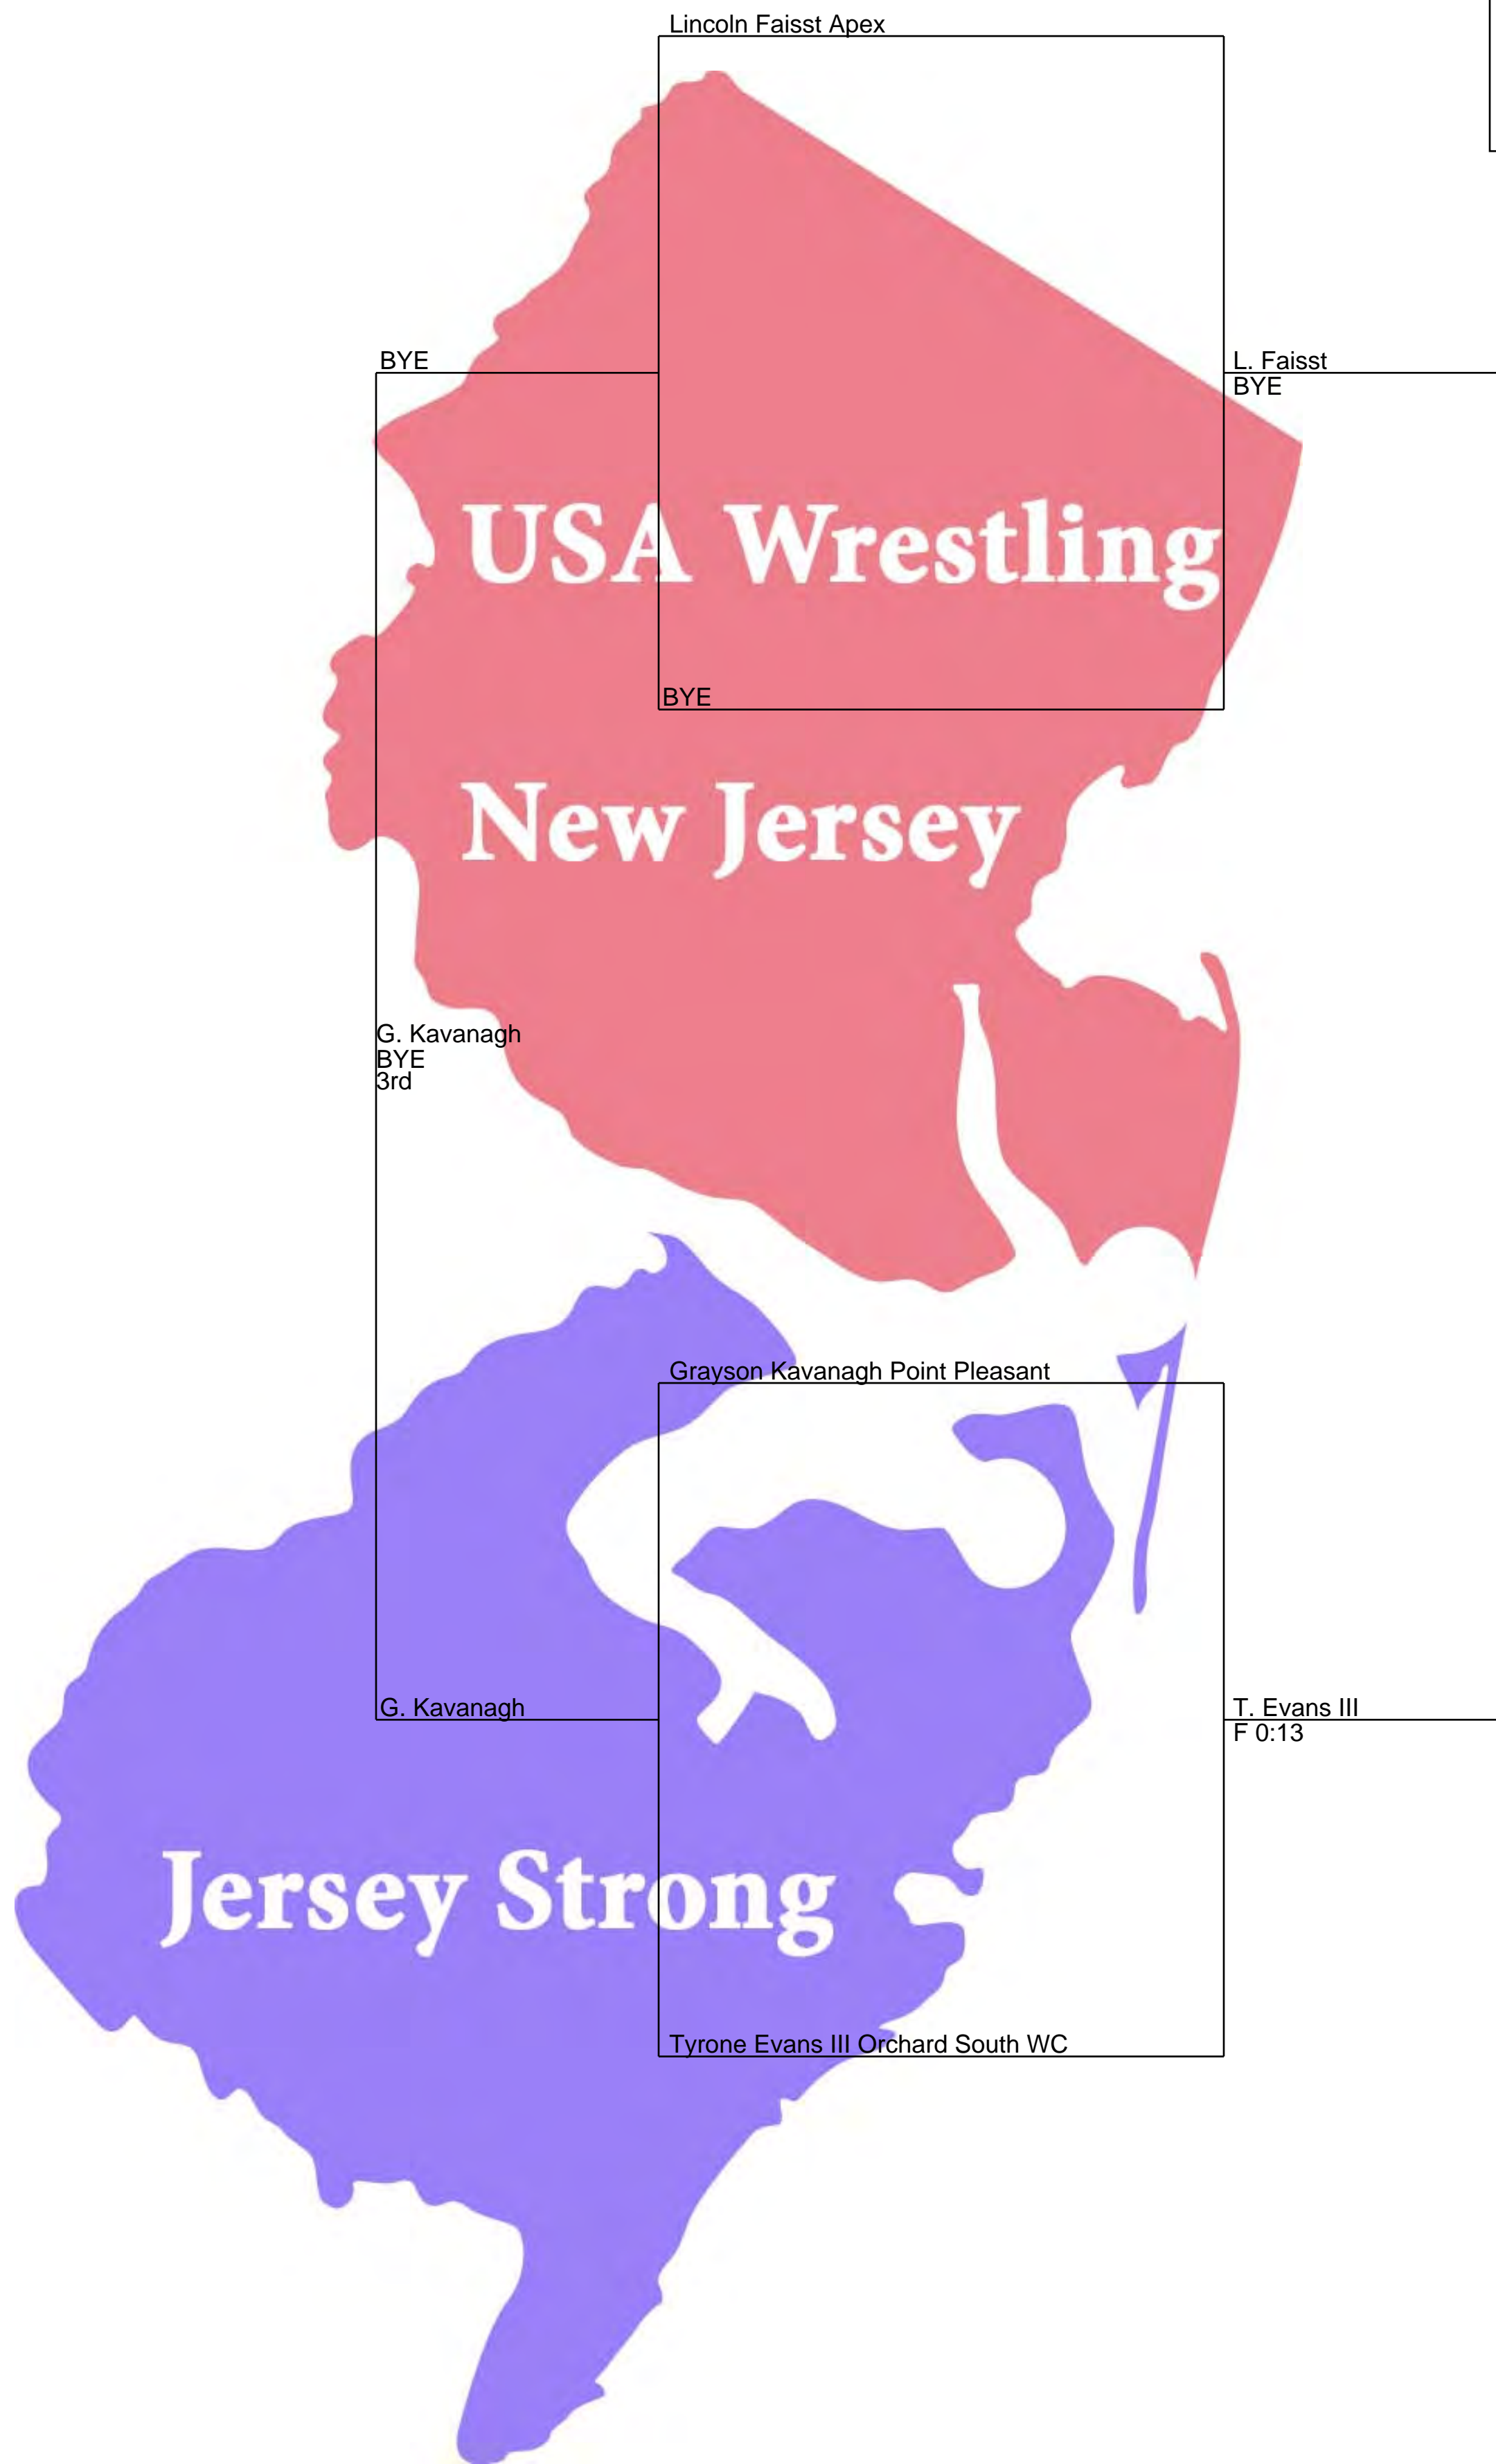 Lincoln Faisst Apex
BYE
L. Faisst
BYE
USA Wrestling
BYE
New Jersey
G. Kavanagh
BYE
3rd
Grayson Kavanagh Point Pleasant
G. Kavanagh
T. Evans III
F 0:13
Jersey Strong
Tyrone Evans III Orchard South WC